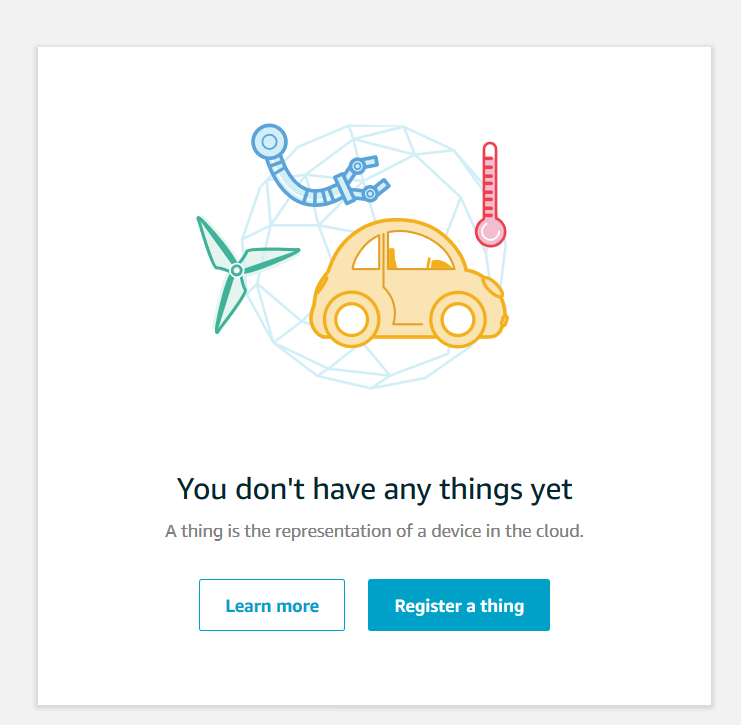 You don't have any things yet
A thing is the representation of a device in the cloud.
Learn more
Register a thing